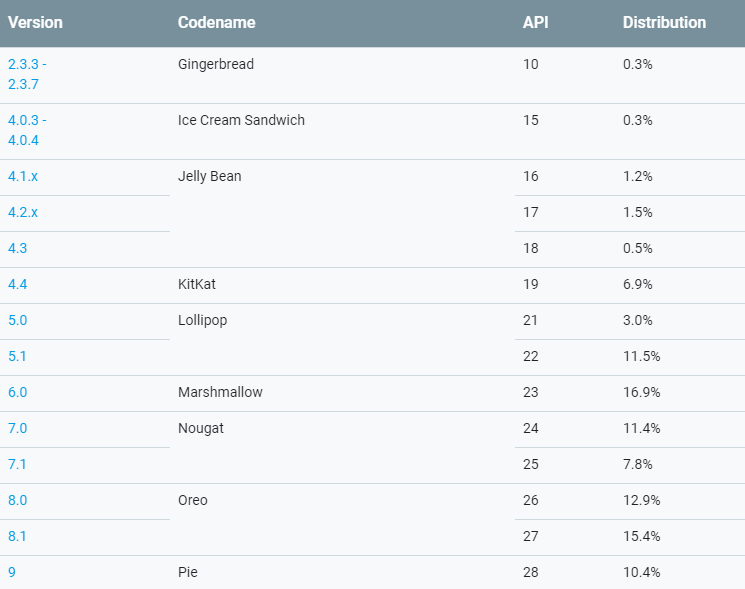 Version Codename API Distribution
2.3.3 - Gingerbread 10 0.3%
2.3.7
4.0.3 - Ice Cream Sandwich 15 0.3%
4.0.4
4.1.x Jelly Bean 16 1.2%
4.2.x 17 1.5%
4.3 18 0.5%
4.4 KitKat 19 6.9%
5.0 Lollipop 21 3.0%
5.1 22 11.5%
6.0 Marshmallow 23 16.9%
7.0 Nougat 24 11.4%
7.1 25 7.8%
8.0 Oreo 26 12.9%
8.1 27 15.4%
9 Pie 28 10.4%